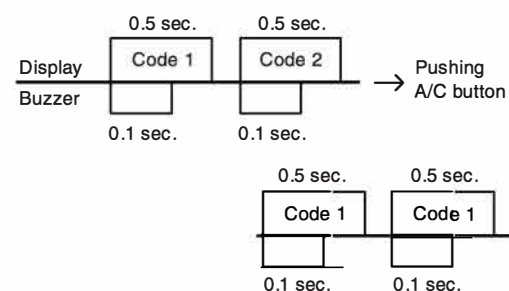 0.5 sec. 0.5 sec.
Display Code 1 Code 2 Pushing
Buzzer A/C button
0.1 sec. 0.1 sec.
0.5 sec. 0.5 sec.
Code 1 Code 1
0.1 sec. 0.1 sec.